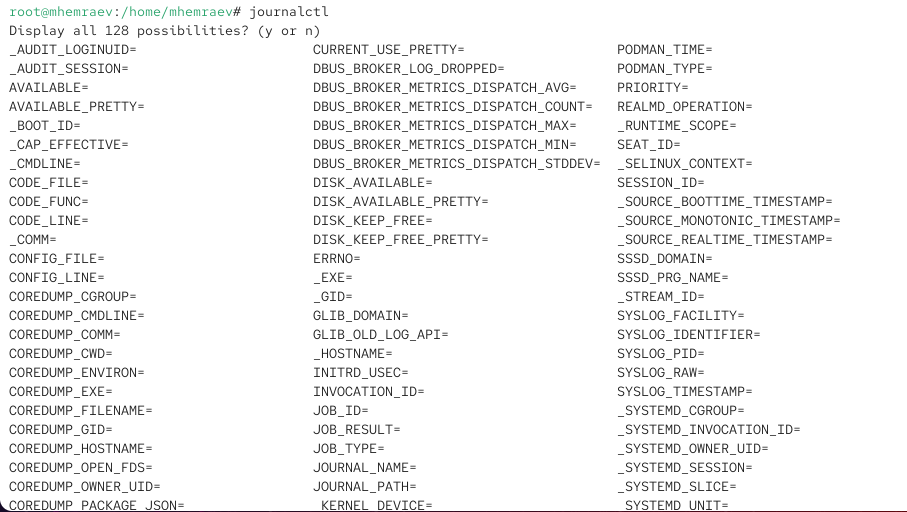 root@mhemraev:/home/mhemraev# journalctl
Display all 128 possibilities? (y or n)
_AUDIT_LOGINUID= CURRENT_USE_PRETTY= PODMAN_TIME=
_AUDIT_SESSION= DBUS_BROKER_LOG_DROPPED= PODMAN_TYPE=
AVAILABLE= DBUS_BROKER_METRICS_DISPATCH_AVG= PRIORITY=
AVAILABLE_PRETTY= DBUS_BROKER_METRICS_DISPATCH_COUNT= REALMD_OPERATION=
_BOOT_ID= DBUS_BROKER_METRICS_DISPATCH_MAX= _RUNTIME_SCOPE=
_CAP_EFFECTIVE= DBUS_BROKER_METRICS_DISPATCH_MIN= SEAT_ID=
_CMDLINE= DBUS_BROKER_METRICS_DISPATCH_STDDEV= _SELINUX_CONTEXT=
CODE_FILE= DISK_AVAILABLE= SESSION_ID=
CODE_FUNC= DISK_AVAILABLE_PRETTY= _SOURCE_BOOTTIME_TIMESTAMP=
CODE_LINE= DISK_KEEP_FREE= _SOURCE_MONOTONIC_TIMESTAMP=
_COMM= DISK_KEEP_FREE_PRETTY= _SOURCE_REALTIME_TIMESTAMP=
CONFIG_FILE= ERRNO= SSSD_DOMAIN=
CONFIG_LINE= _EXE= SSSD_PRG_NAME=
COREDUMP_CGROUP= _GID= _STREAM_ID=
COREDUMP_CMDLINE= GLIB_DOMAIN= SYSLOG_FACILITY=
COREDUMP_COMM= GLIB_OLD_LOG_API= SYSLOG_IDENTIFIER=
COREDUMP_CWD= _HOSTNAME= SYSLOG_PID=
COREDUMP_ENVIRON= INITRD_USEC= SYSLOG_RAW=
COREDUMP_EXE= INVOCATION_ID= SYSLOG_TIMESTAMP=
COREDUMP_FILENAME= JOB_ID= _SYSTEMD_CGROUP=
COREDUMP_GID= JOB_RESULT= _SYSTEMD_INVOCATION_ID=
COREDUMP_HOSTNAME= JOB_TYPE= _SYSTEMD_OWNER_UID=
COREDUMP_OPEN_FDS= JOURNAL_NAME= _SYSTEMD_SESSION=
COREDUMP_OWNER_UID= JOURNAL_PATH= _SYSTEMD_SLICE=
COREDUMP_PACKAGE_JSON= _KERNEL_DEVICE= _SYSTEMD_UNIT=